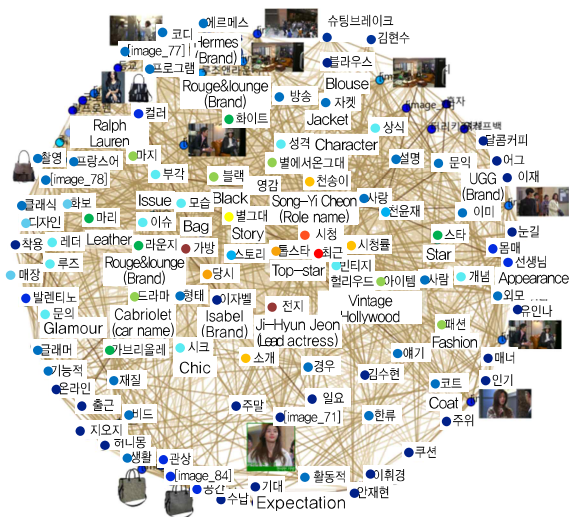 에르메스
슈팅브레이크
코디
김현수
[image_77]
Hermes
(Brand)
프로그램
블라우스
Rouge&lounge
(Brand)
방송
Blouse
자켓
컬러
화이트
Jacket
Ralph
Lauren
성격
Character
상식
달콤커피
촬영
프랑스어
마지
별에서온그대
설명
문익
어그
[image_78]
부각
블랙
영감
천송이
UGG
(Brand)
이재
클래식
화보
Issue
모습
Black
Song-Yi Cheon
(Role name)
사랑
디자인
마리
이슈
별그대
천윤재
이미
Bag
Story
시청
스타
눈길
착용
레더
Leather
라운지
가방
스토리
톱스타
최근
시청률
Star
몸매
루즈
Rouge&lounge
(Brand)
Top-star
빈티지
선생님
매장
당시
헐리우드
아이템
사람
개념
Appearance
발렌티노
드라마
형태
이자벨
전지
Vintage
Hollywood
외모
문의
Cabriolet
(car name)
Isabel
(Brand)
유인나
Glamour
Ji-Hyun Jeon
(Lead actress)
패션
Fashion
글래머
가브리올레
시크
소개
얘기
매너
Chic
경우
기능적
재질
김수현
코트
인기
온라인
Coat
출근
주말
일요
주위
비드
[image_71]
한류
지오지
허니몽
쿠션
생활
관상
[image_84]
활동적
이휘경
기대
수납
Expectation
안재현